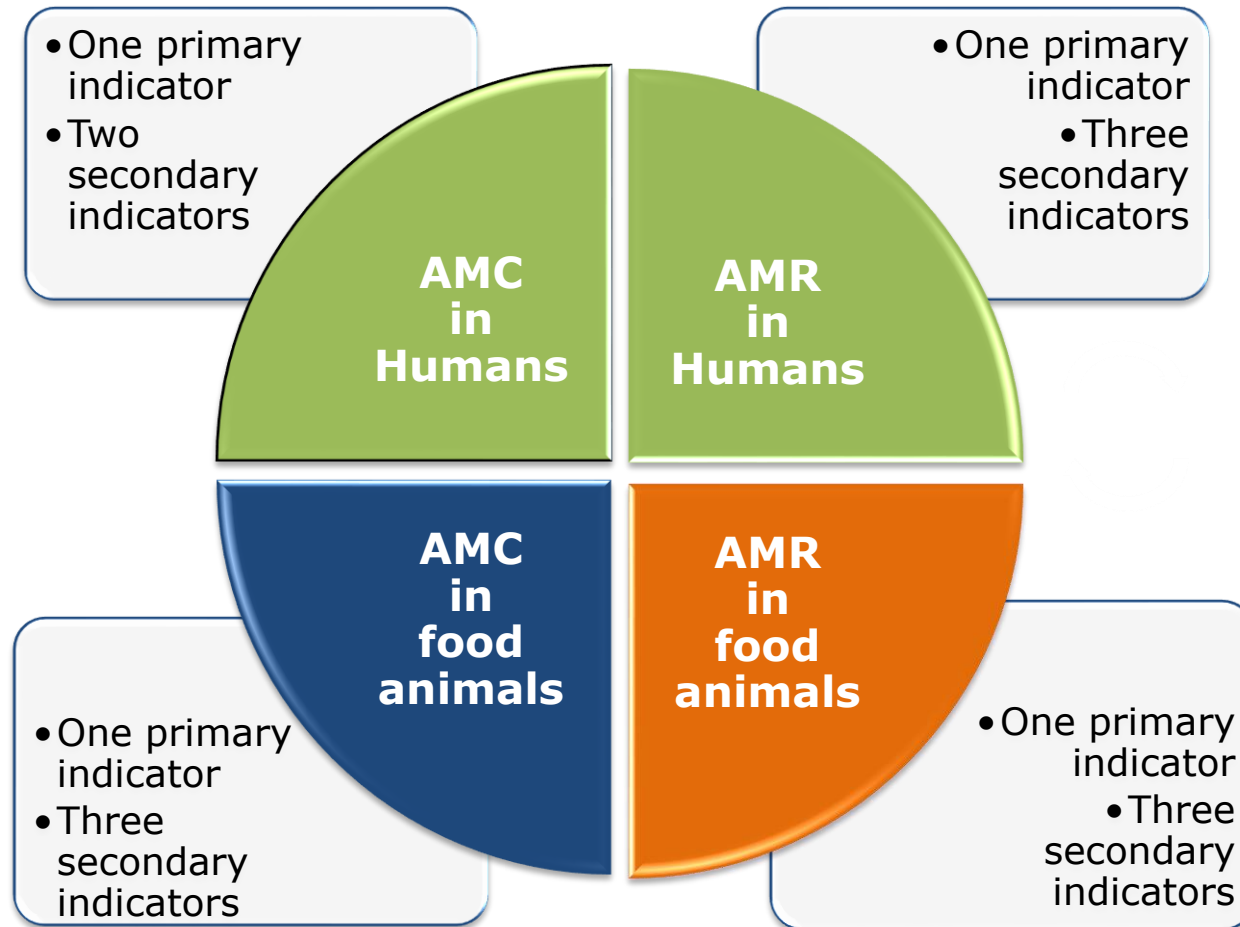 •One primary
indicator
•Two
secondary
indicators
•One primary
indicator
•Three
secondary
indicators
AMC
in
Humans
AMR
in
Humans
AMC
in
food
animals
AMR
in
food
animals
•One primary
indicator
•Three
secondary
indicators
•One primary
indicator
•Three
secondary
indicators